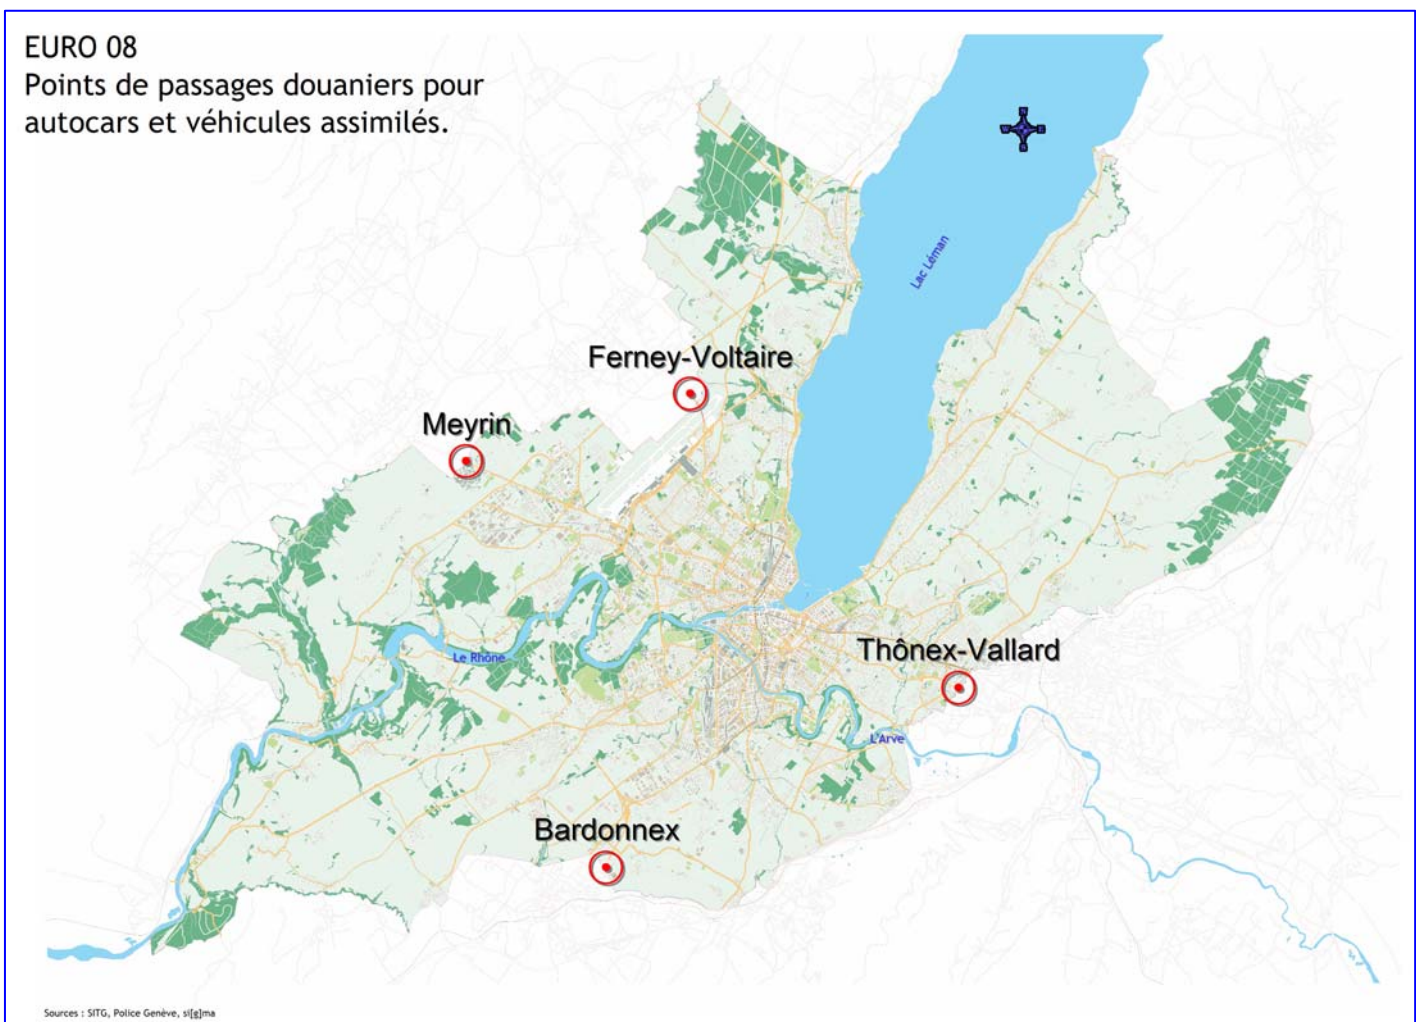 EURO 08
Points de passages douaniers pour
autocars et véhicules assimilés.
N
W E
S
Lac Léman
Ferney-Voltaire
Meyrin
Thônex-Vallard
Le Rhône
L'Arve
Bardonnex
Sources : SITG, Police Genève, si[g]ma